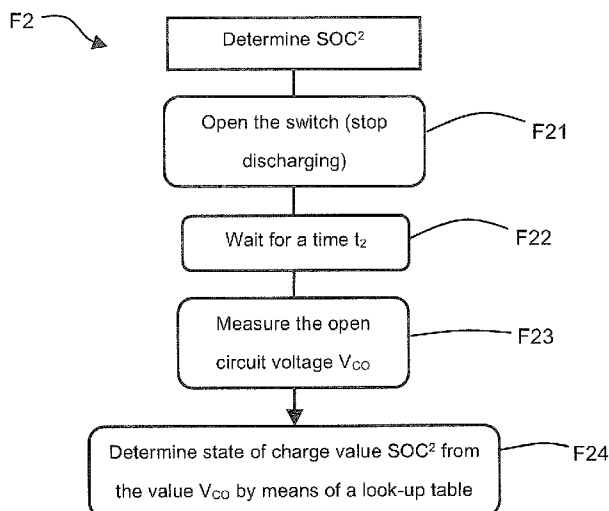 F2
Determine SOC²
Open the switch (stop
discharging)
F21
Wait for a time t₂
F22
Measure the open
circuit voltage V_CO
F23
Determine state of charge value SOC² from
the value V_CO by means of a look-up table
F24